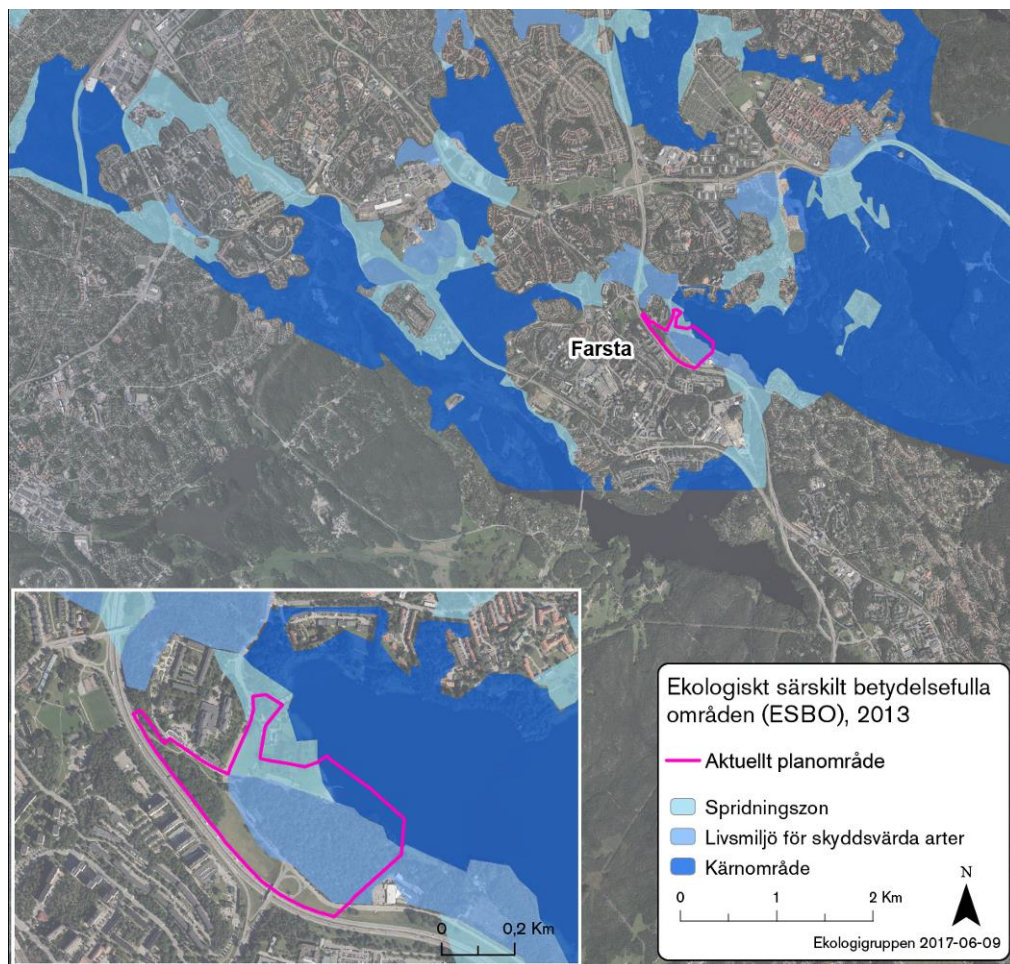 Farsta
0
0,2 Km
Ekologiskt särskilt betydelsefulla
områden (ESBO), 2013
Aktuellt planområde
Spridningszon
Livsmiljö för skyddsvärda arter
Kärnområde
N
0
1
2 Km
Ekologigruppen 2017-06-09